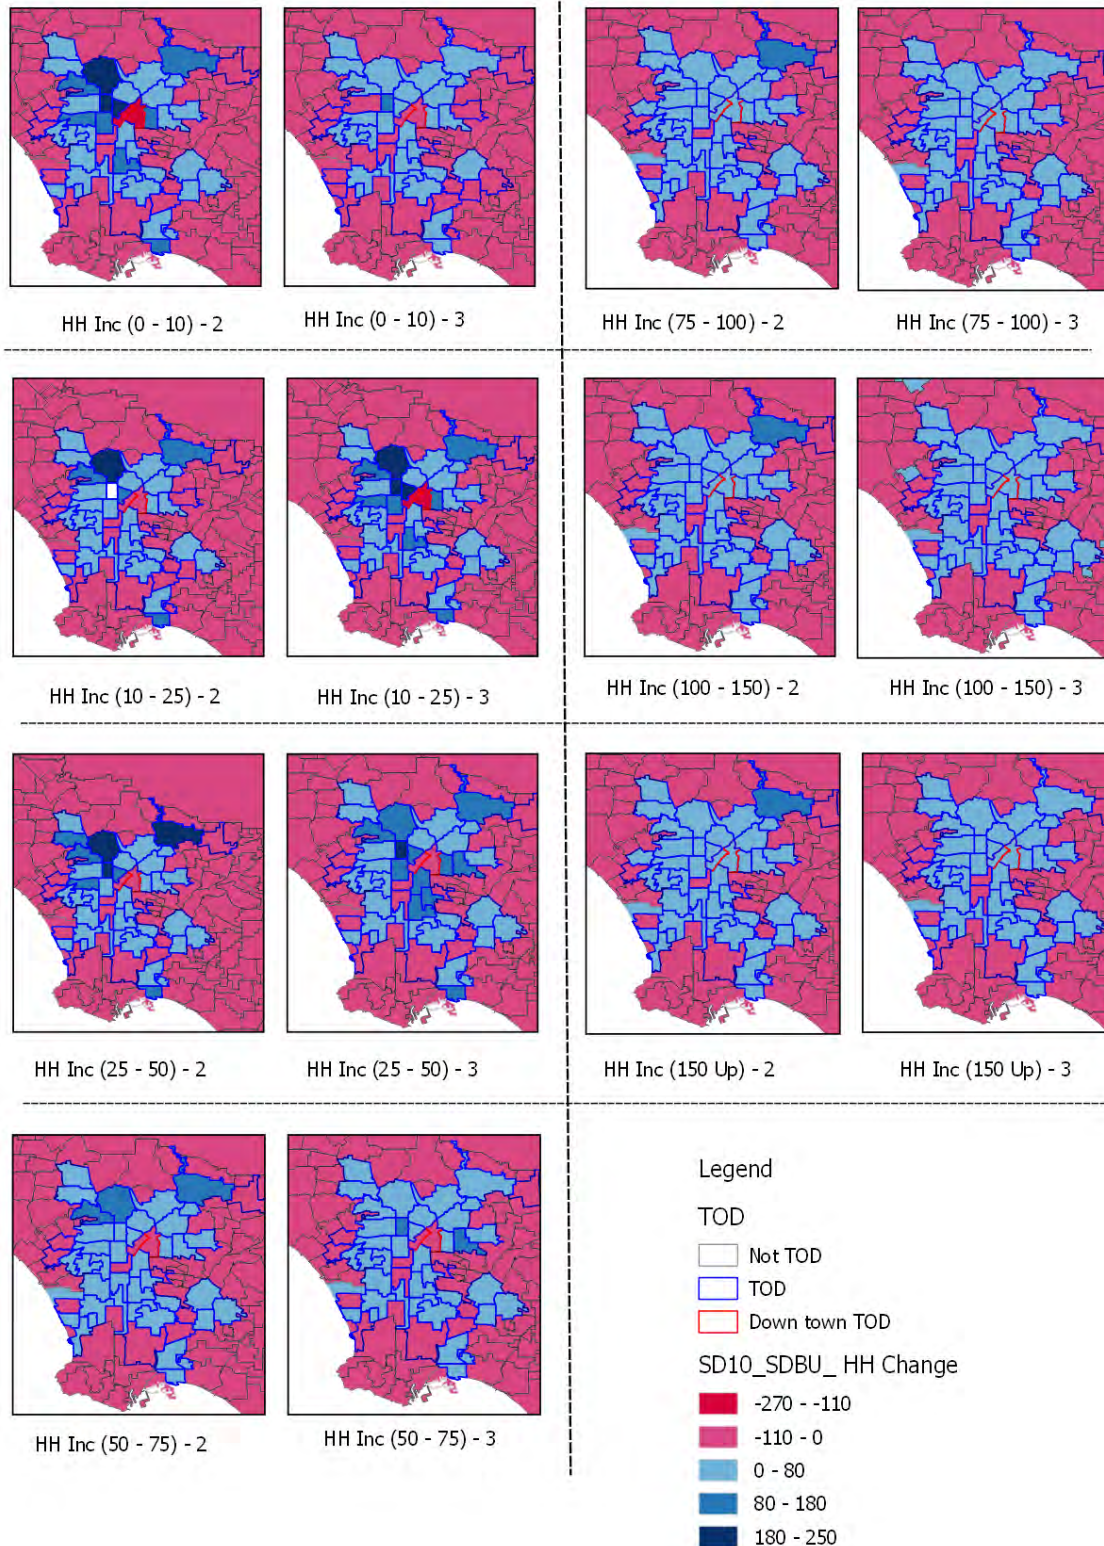 HH Inc (0 - 10) - 2
HH Inc (0 - 10) - 3
HH Inc (75 - 100) - 2
HH Inc (75 - 100) - 3
HH Inc (10 - 25) - 2
HH Inc (10 - 25) - 3
HH Inc (100 - 150) - 2
HH Inc (100 - 150) - 3
HH Inc (25 - 50) - 2
HH Inc (25 - 50) - 3
HH Inc (150 Up) - 2
HH Inc (150 Up) - 3
HH Inc (50 - 75) - 2
HH Inc (50 - 75) - 3
Legend
TOD
Not TOD
TOD
Down town TOD
SD10_SDBU_ HH Change
-270 - -110
-110 - 0
0 - 80
80 - 180
180 - 250